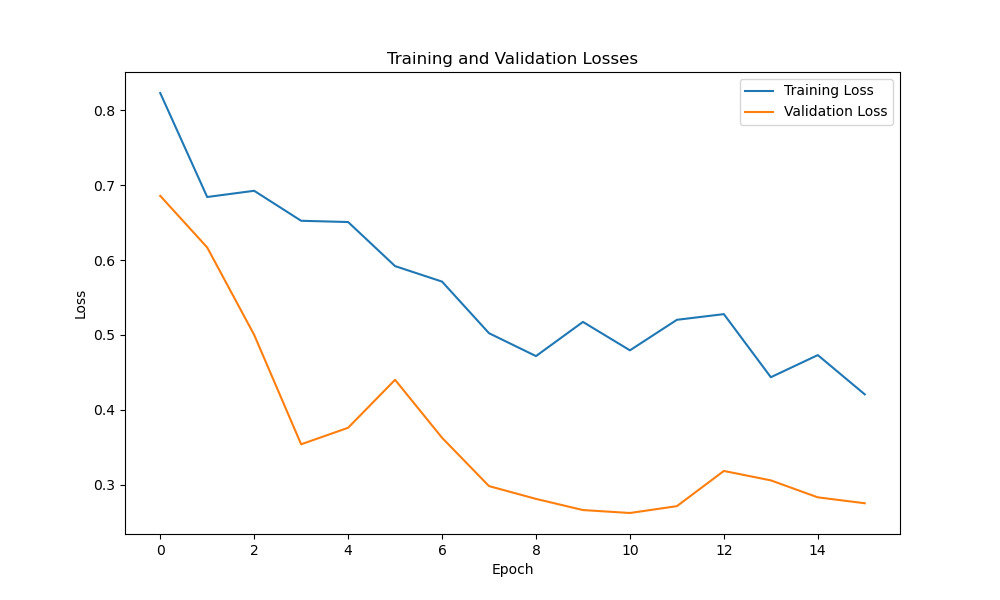 Training and Validation Losses
Training Loss
Validation Loss
0.8
0.7
0.6
0.5
0.4
0.3
Loss
0 2 4 6 8 10 12 14
Epoch